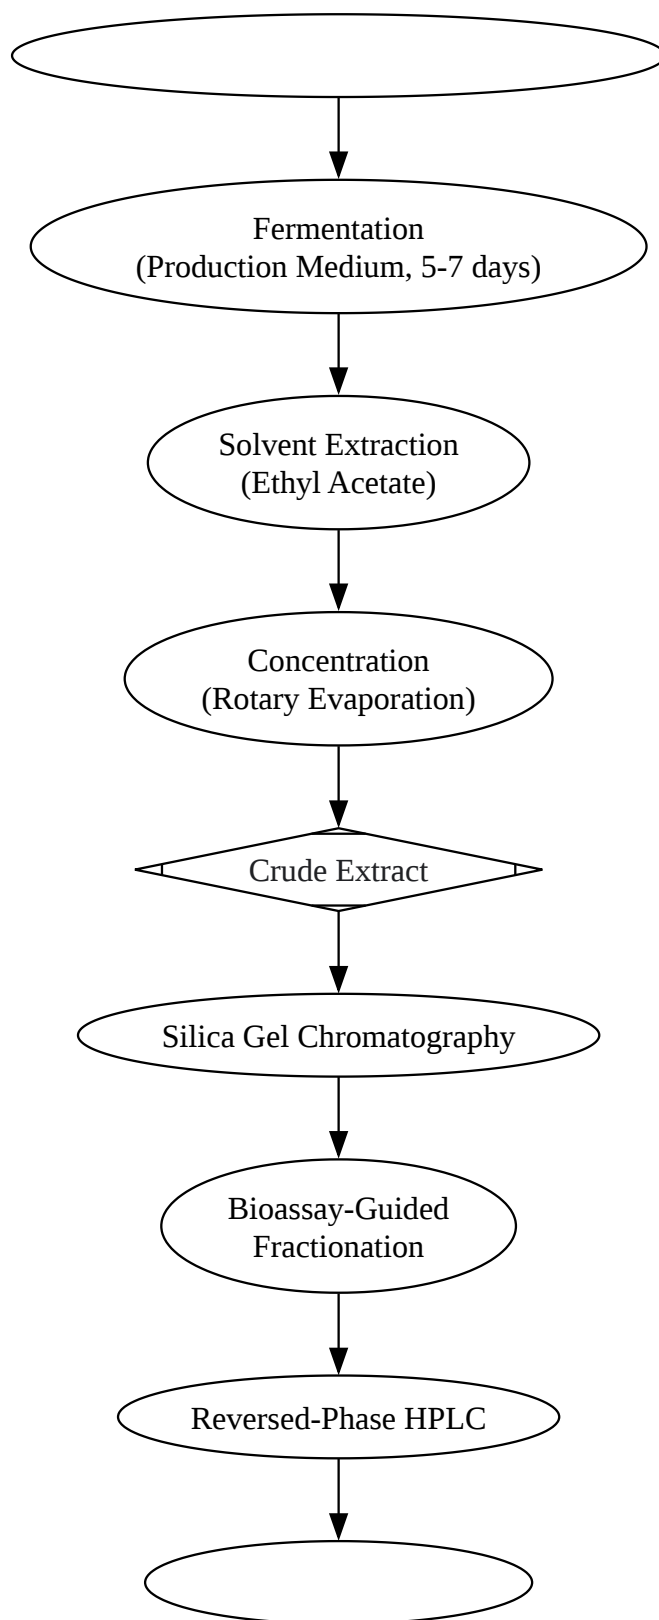 Fermentation
(Production Medium, 5-7 days)
Solvent Extraction
(Ethyl Acetate)
Concentration
(Rotary Evaporation)
Crude Extract
Silica Gel Chromatography
Bioassay-Guided
Fractionation
Reversed-Phase HPLC